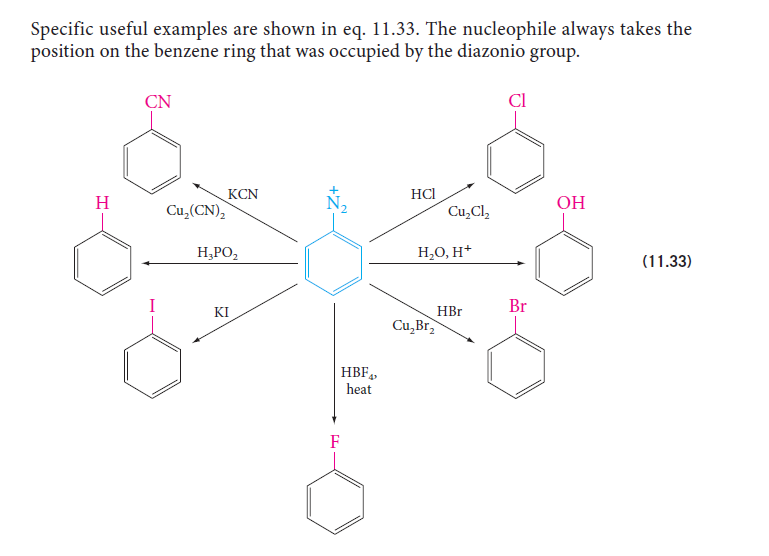 Specific useful examples are shown in eq. 11.33. The nucleophile always takes the
position on the benzene ring that was occupied by the diazonio group.
CN
Cl
KCN
Cu₂(CN)₂
N₂⁺
HCl
Cu₂Cl₂
H
OH
H₃PO₂
H₂O, H⁺
(11.33)
I
KI
HBr
Cu₂Br₂
Br
HBF₄,
heat
F